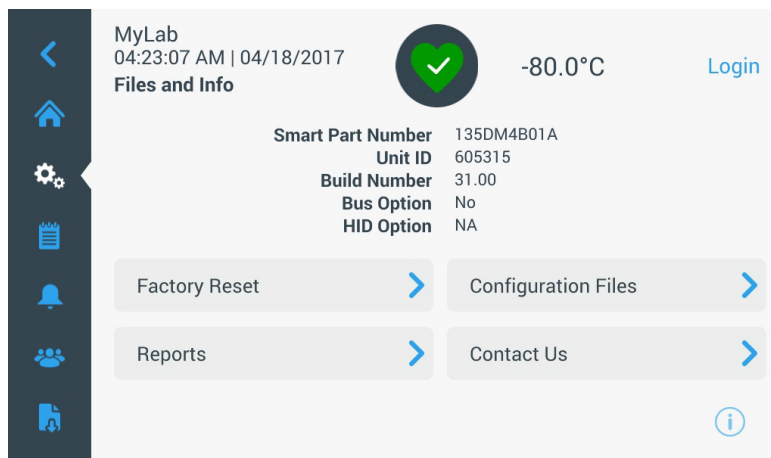 MyLab
04:23:07 AM | 04/18/2017
Files and Info
-80.0°C
Login
Smart Part Number 135DM4B01A
Unit ID 605315
Build Number 31.00
Bus Option No
HID Option NA
Factory Reset
Configuration Files
Reports
Contact Us